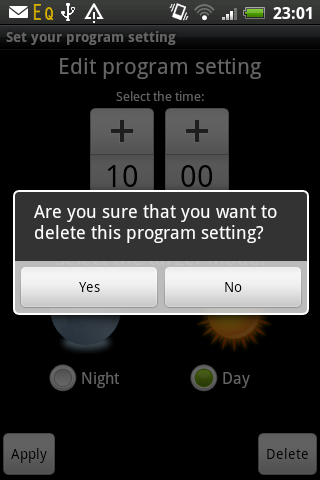 EQ 23:01
Set your program setting
Edit program setting
Select the time:
+ +
10 00
Are you sure that you want to
delete this program setting?
Yes No
Night Day
Apply Delete